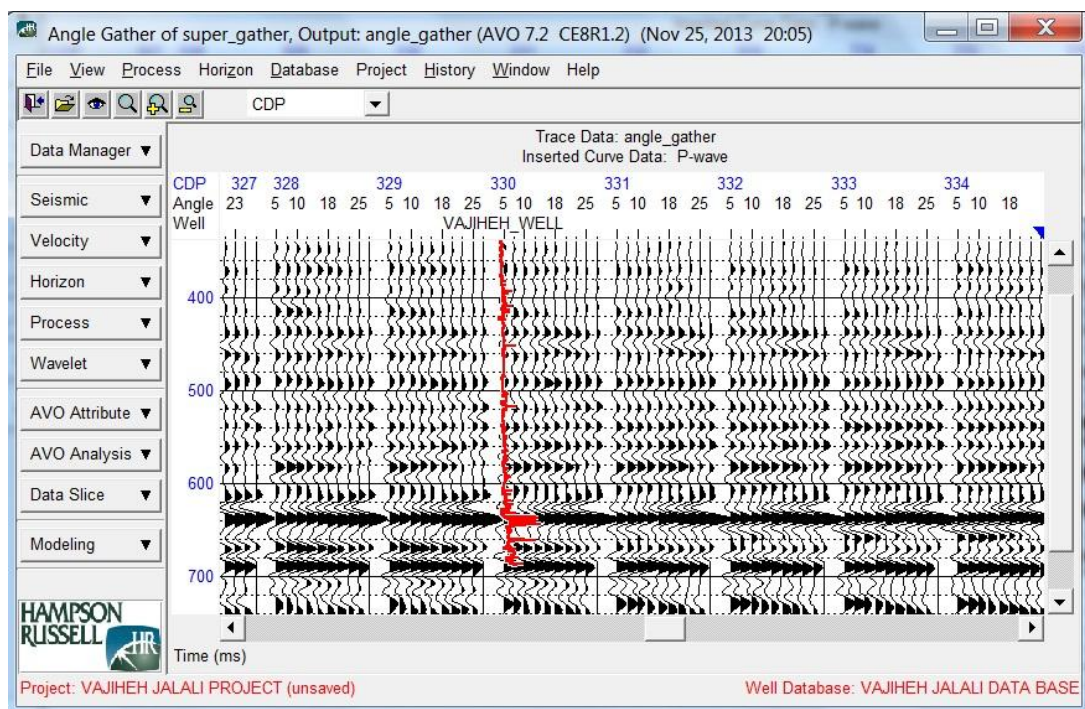 Angle Gather of super_gather, Output: angle_gather (AVO 7.2 CE8R1.2) (Nov 25, 2013 20:05)
File View Process Horizon Database Project History Window Help
CDP
Data Manager
Seismic
Velocity
Horizon
Process
Wavelet
AVO Attribute
AVO Analysis
Data Slice
Modeling
HAMPSON
RUSSELL HR
Trace Data: angle_gather
Inserted Curve Data: P-wave
CDP 327 328 329 330 331 332 333 334
Angle 23 5 10 18 25 5 10 18 25 5 10 18 25 5 10 18 25 5 10 18 25 5 10 18 25 5 10 18
Well VAJIHEH_WELL
400
500
600
700
Time (ms)
Project: VAJIHEH JALALI PROJECT (unsaved) Well Database: VAJIHEH JALALI DATA BASE